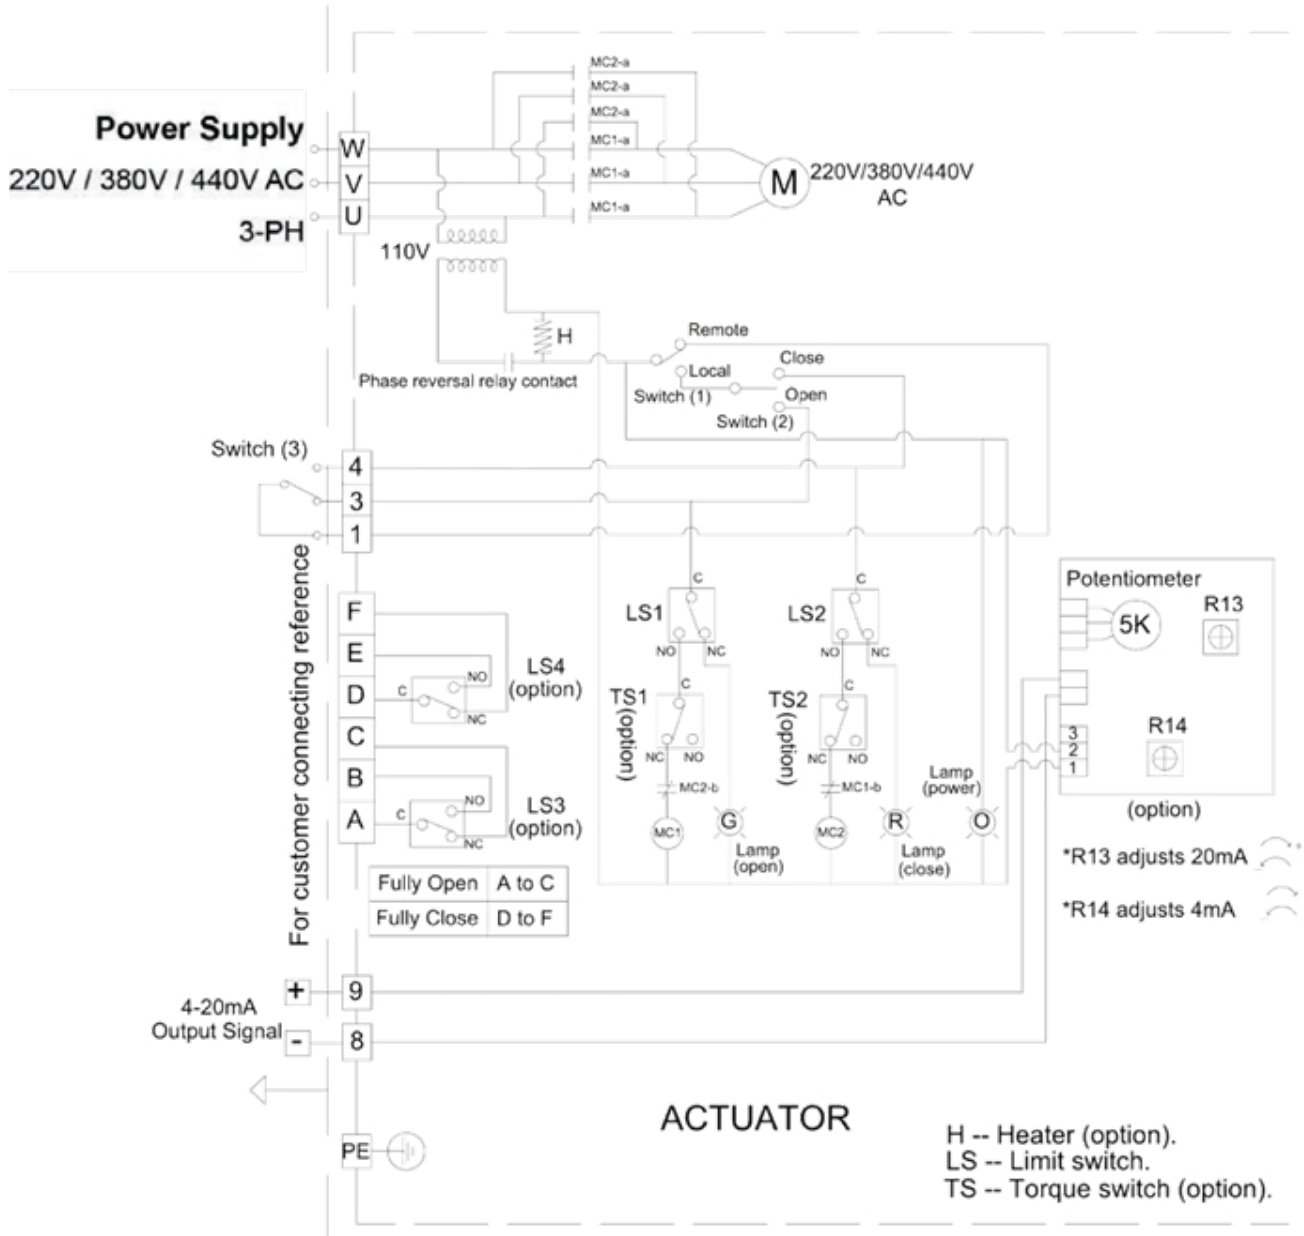 MC2-a
MC2-a
MC2-a
MC1-a
MC1-a
MC1-a
Power Supply
220V / 380V / 440V AC
3-PH
W
V
U
M
220V/380V/440V
AC
110V
H
Phase reversal relay contact
Remote
Local
Switch (1)
Close
Open
Switch (2)
Switch (3)
4
3
1
For customer connecting reference
F
E
D
C
B
A
C
NO
NC
LS4
(option)
C
NO
NC
LS3
(option)
Fully Open A to C
Fully Close D to F
C
LS1
NO
NC
C
TS1
(option)
NC
NO
MC2-b
MC1
G
Lamp
(open)
C
LS2
NO
NC
C
TS2
(option)
NC
NO
MC1-b
MC2
R
Lamp
(close)
Lamp
(power)
O
Potentiometer
5K
R13
R14
3
2
1
(option)
*R13 adjusts 20mA
*R14 adjusts 4mA
+
9
4-20mA
Output Signal
-
8
PE
ACTUATOR
H -- Heater (option).
LS -- Limit switch.
TS -- Torque switch (option).